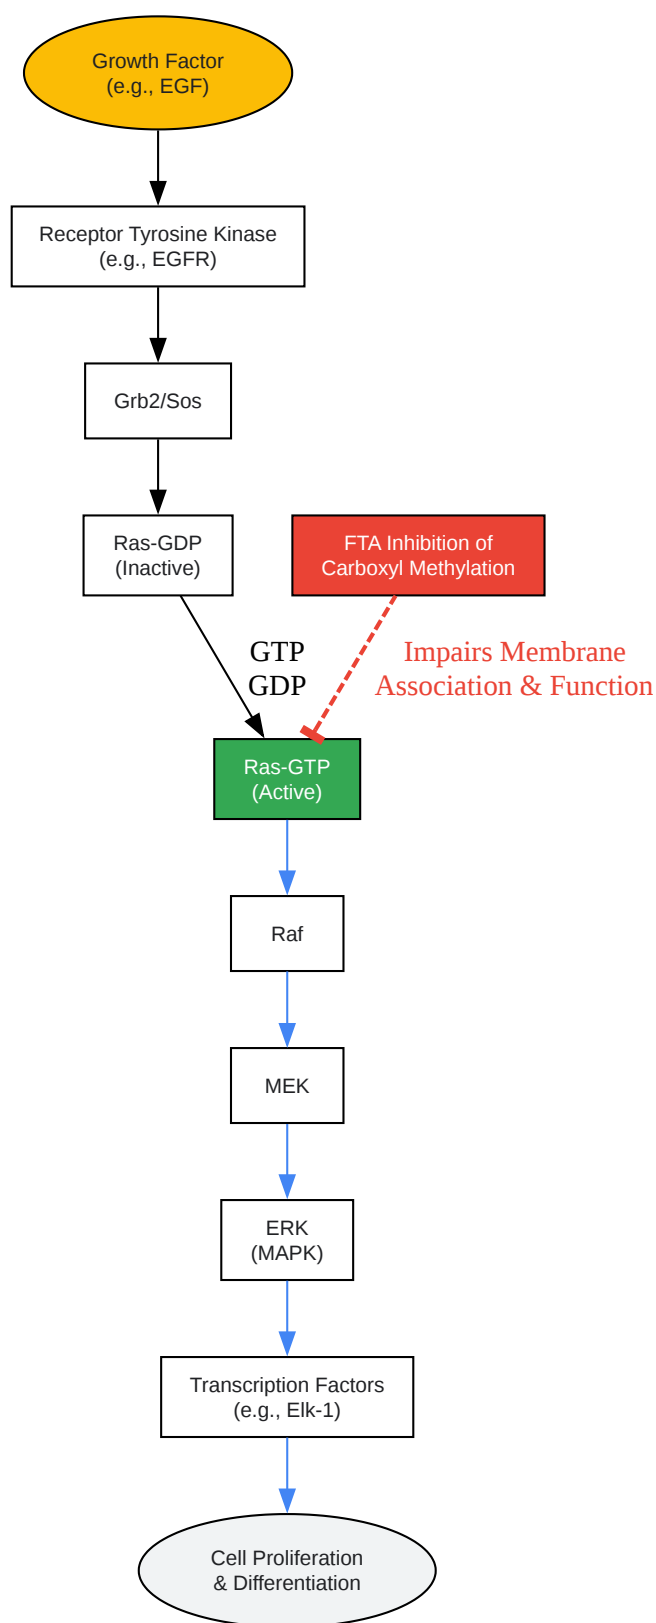 Growth Factor
(e.g., EGF)
Receptor Tyrosine Kinase
(e.g., EGFR)
Grb2/Sos
Ras-GDP
(Inactive)
FTA Inhibition of
Carboxyl Methylation
GTP
GDP
Impairs Membrane
Association & Function
Ras-GTP
(Active)
Raf
MEK
ERK
(MAPK)
Transcription Factors
(e.g., Elk-1)
Cell Proliferation
& Differentiation